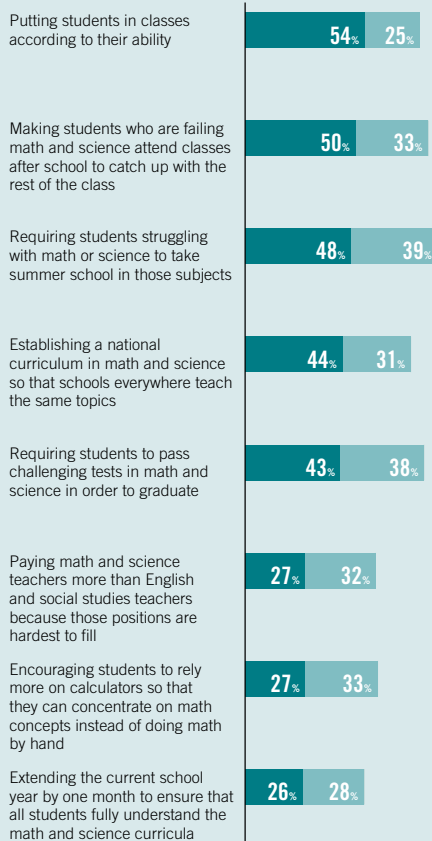 Putting students in classes
according to their ability
54% 25%
Making students who are failing
math and science attend classes
after school to catch up with the
rest of the class
50% 33%
Requiring students struggling
with math or science to take
summer school in those subjects
48% 39%
Establishing a national
curriculum in math and science
so that schools everywhere teach
the same topics
44% 31%
Requiring students to pass
challenging tests in math and
science in order to graduate
43% 38%
Paying math and science
teachers more than English
and social studies teachers
because those positions are
hardest to fill
27% 32%
Encouraging students to rely
more on calculators so that
they can concentrate on math
concepts instead of doing math
by hand
27% 33%
Extending the current school
year by one month to ensure that
all students fully understand the
math and science curricula
26% 28%